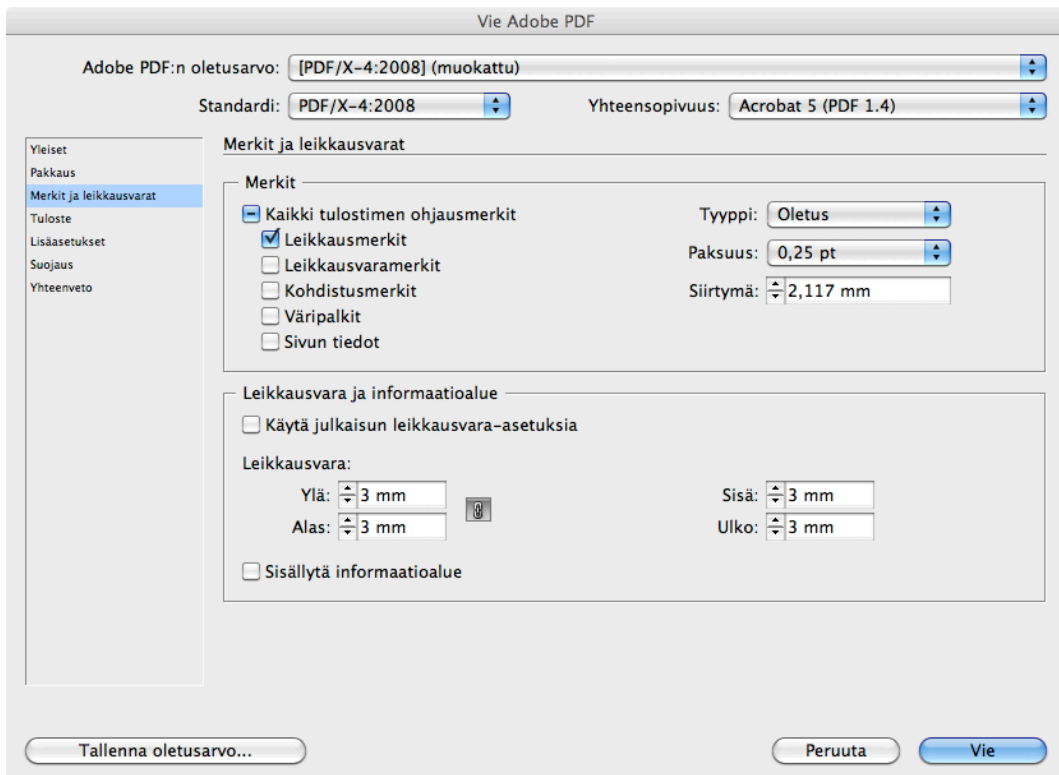 Vie Adobe PDF
Adobe PDF:n oletusarvo: [PDF/X-4:2008] (muokattu)
Standardi: PDF/X-4:2008 Yhteensopivuus: Acrobat 5 (PDF 1.4)
Yleiset
Pakkaus
Merkit ja leikkausvarat
Tuloste
Lisäasetukset
Suojaus
Yhteenveto
Merkit ja leikkausvarat
Merkit
Kaikki tulostimen ohjausmerkit
Leikkausmerkit
Leikkausvaramerkit
Kohdistusmerkit
Väripalkit
Sivun tiedot
Tyyppi: Oletus
Paksuus: 0,25 pt
Siirtymä: 2,117 mm
Leikkausvara ja informaatioalue
Käytä julkaisun leikkausvara-asetuksia
Leikkausvara:
Ylä: 3 mm Sisä: 3 mm
Alas: 3 mm Ulko: 3 mm
Sisällytä informaatioalue
Tallenna oletusarvo... Peruuta Vie